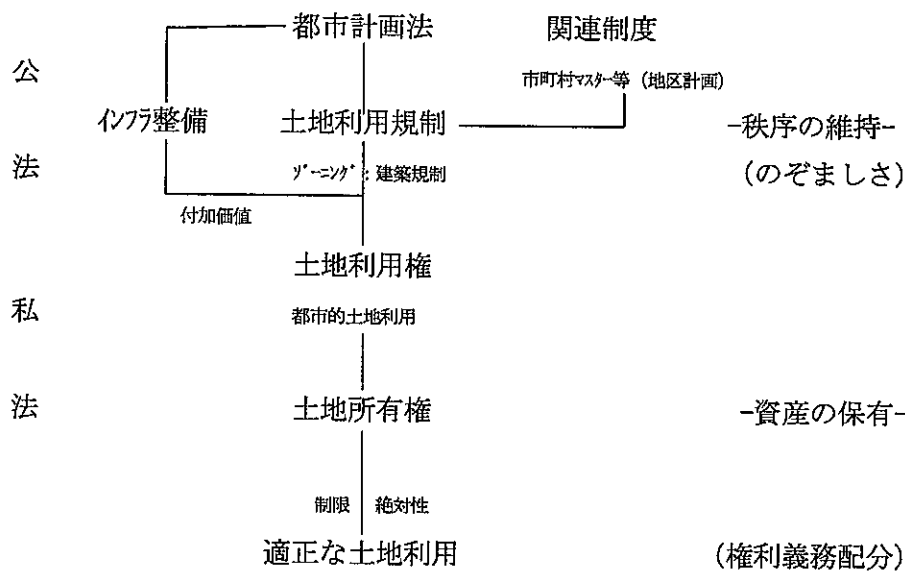 都市計画法 関連制度
公
市町村マスター等 (地区計画)
インフラ整備 土地利用規制 -秩序の維持-
法 ゾーニング : 建築規制 (のぞましさ)
付加価値
土地利用権
私 都市的土地利用
法 土地所有権 -資産の保有-
制限 絶対性
適正な土地利用 (権利義務配分)